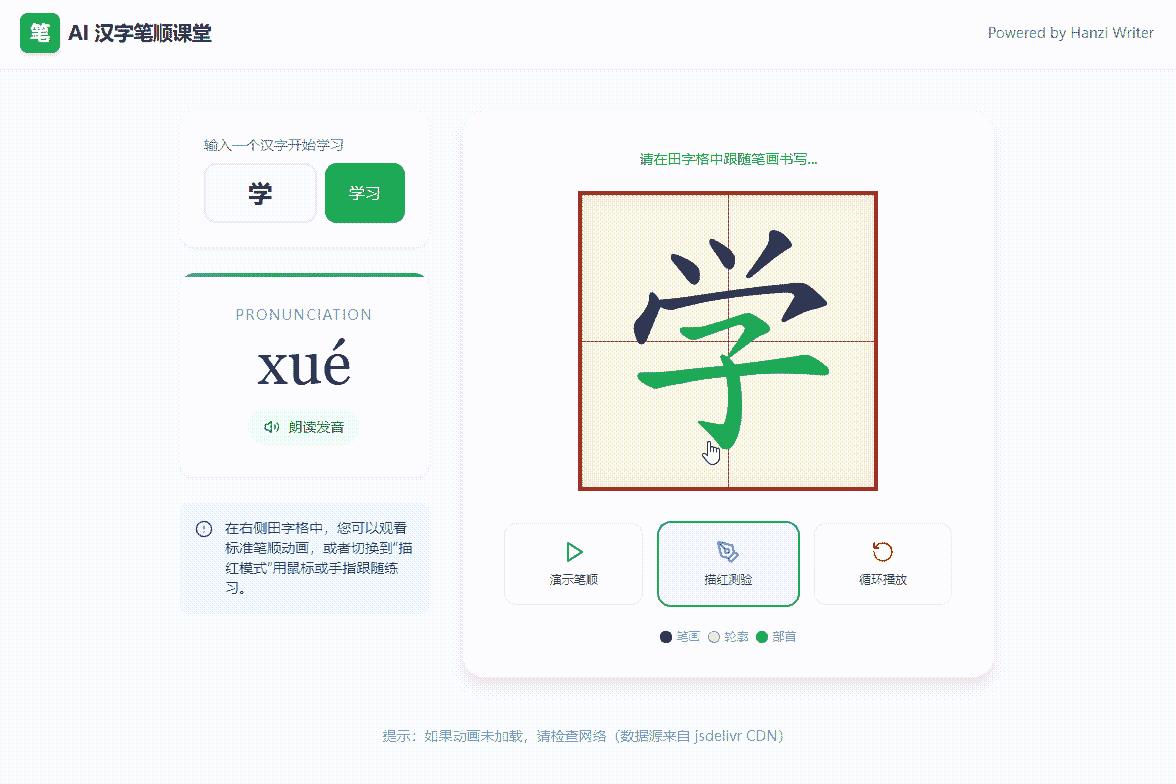 笔 AI 汉字笔顺课堂
Powered by Hanzi Writer
输入一个汉字开始学习
学
学习
PRONUNCIATION
xué
朗读发音
在右侧田字格中，您可以观看
标准笔顺动画，或者切换到“描
红模式”用鼠标或手指跟随练
习。
请在田字格中跟随笔画书写...
学
演示笔顺
描红测验
循环播放
笔画 轮廓 部首
提示：如果动画未加载，请检查网络（数据源来自 jsdelivr CDN）